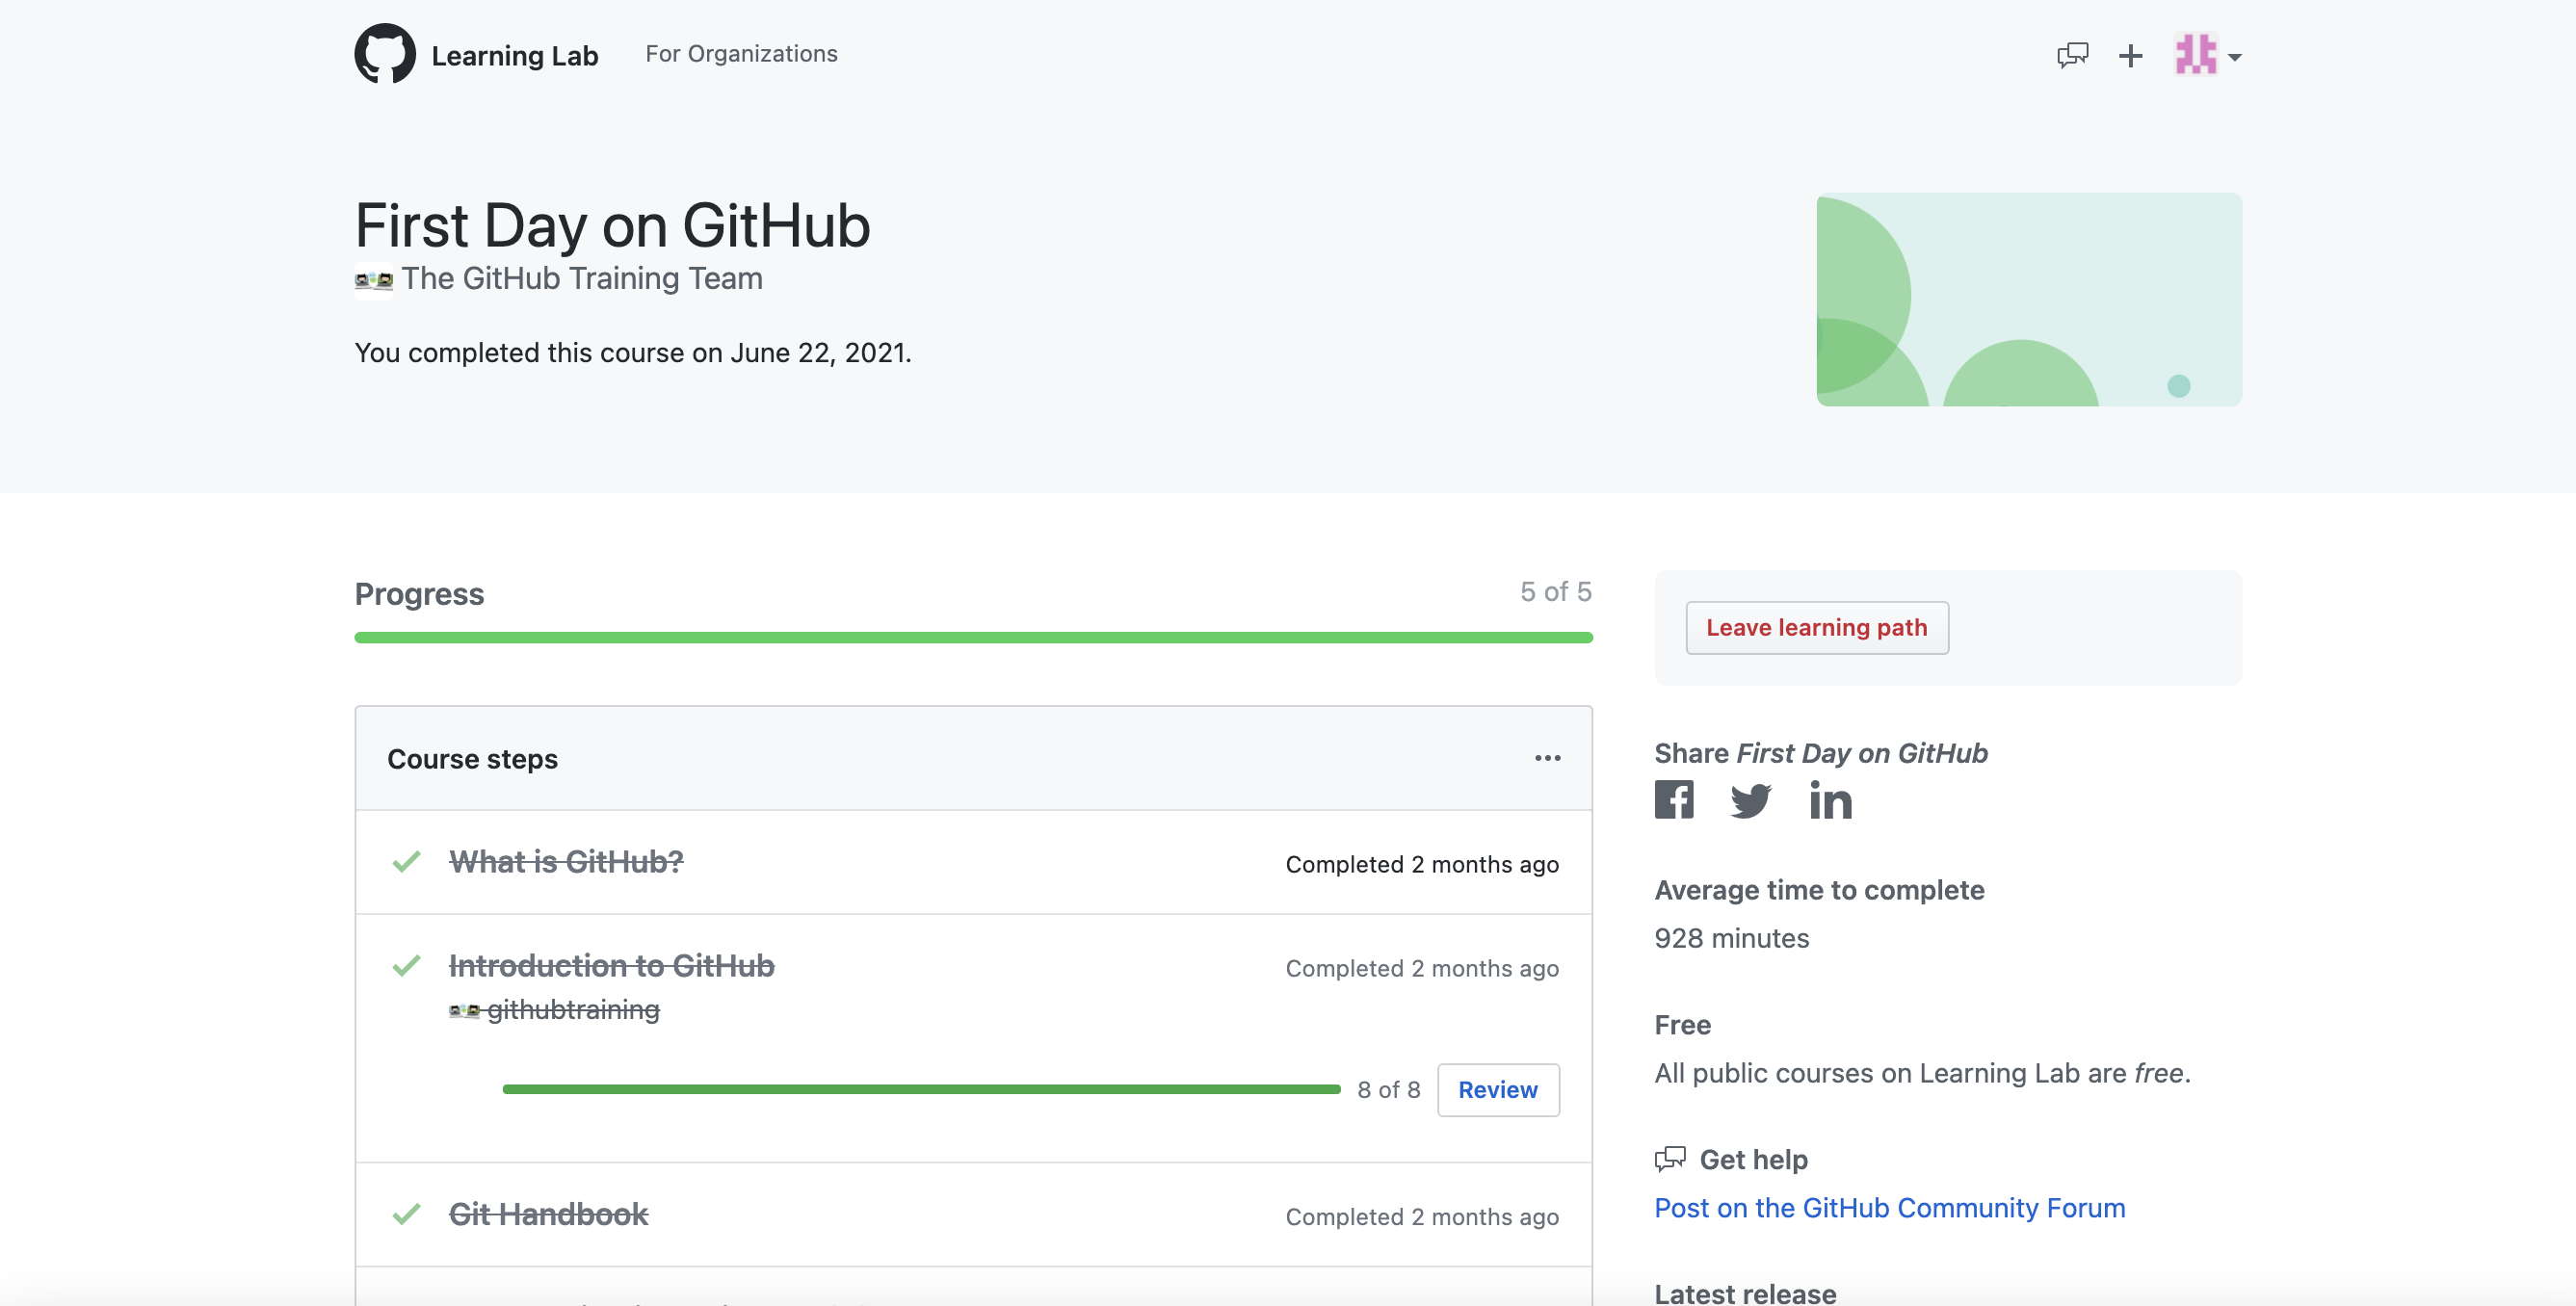 Learning Lab For Organizations
First Day on GitHub
The GitHub Training Team
You completed this course on June 22, 2021.
Progress 5 of 5
Course steps
What is GitHub? Completed 2 months ago
Introduction to GitHub Completed 2 months ago
githubtraining
8 of 8 Review
Git Handbook Completed 2 months ago
Leave learning path
Share First Day on GitHub
Average time to complete
928 minutes
Free
All public courses on Learning Lab are free.
Get help
Post on the GitHub Community Forum
Latest release